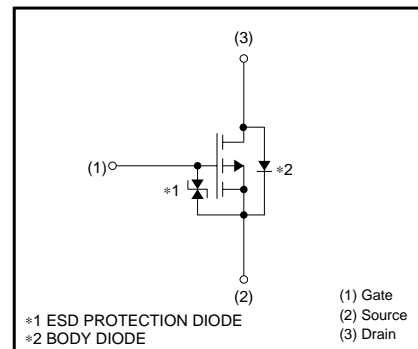 (3)
(1)
∗1
∗2
(2)
∗1 ESD PROTECTION DIODE
∗2 BODY DIODE
(1) Gate
(2) Source
(3) Drain